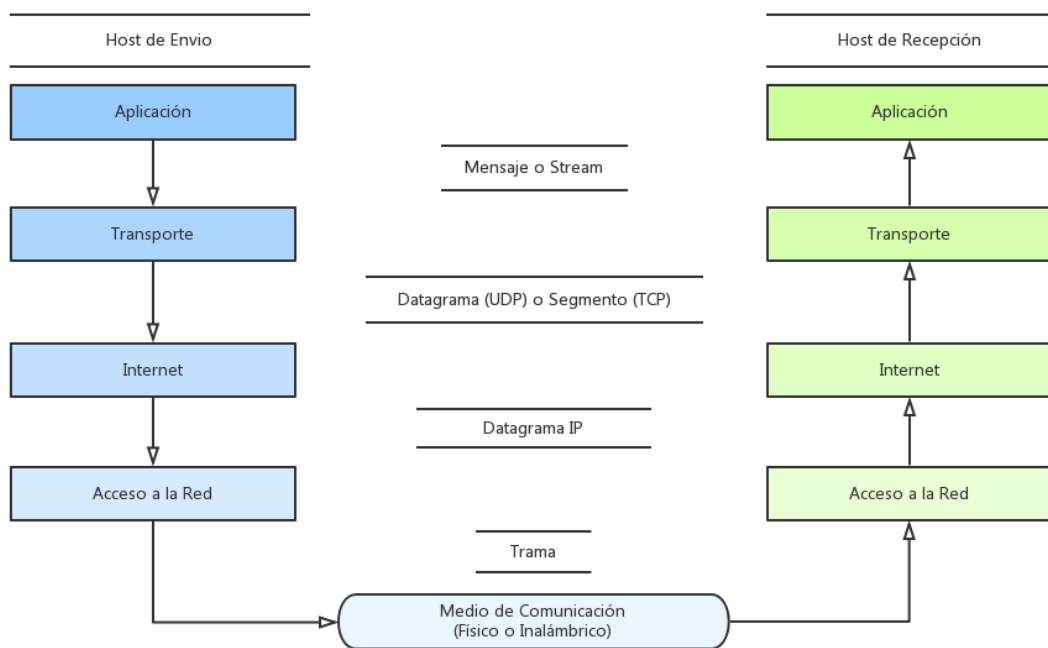 Host de Envio
Host de Recepción
Aplicación
Aplicación
Mensaje o Stream
Transporte
Transporte
Datagrama (UDP) o Segmento (TCP)
Internet
Internet
Datagrama IP
Acceso a la Red
Acceso a la Red
Trama
Medio de Comunicación
(Físico o Inalámbrico)